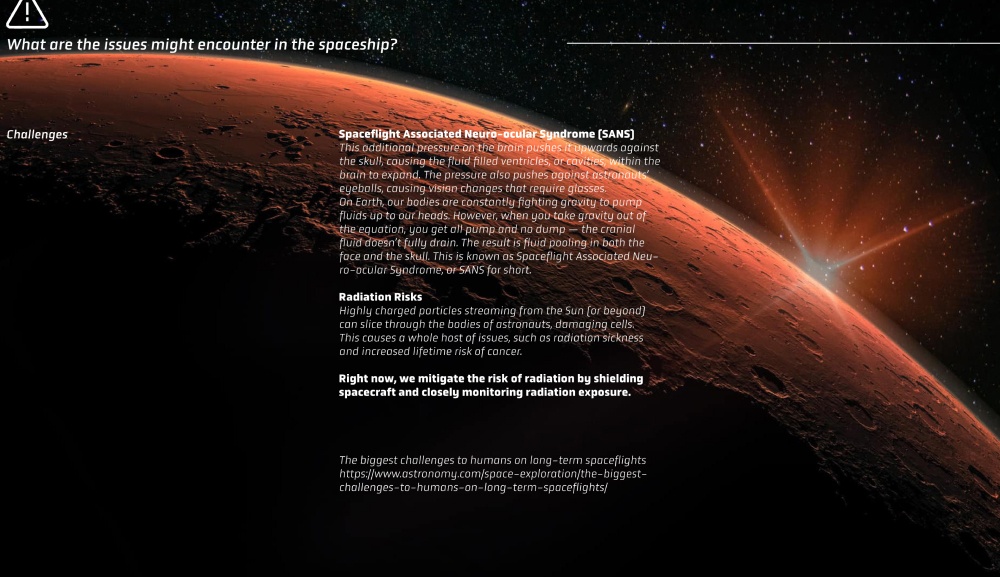 What are the issues might encounter in the spaceship?
Challenges
Spaceflight Associated Neuro-ocular Syndrome (SANS)
This additional pressure on the brain pushes it upwards against
the skull, causing the fluid filled ventricles, or cavities, within the
brain to expand. The pressure also pushes against astronauts'
eyeballs, causing vision changes that require glasses.
On Earth, our bodies are constantly fighting gravity to pump
fluids up to our heads. However, when you take gravity out of
the equation, you get all pump and no dump — the cranial
fluid doesn't fully drain. The result is fluid pooling in both the
face and the skull. This is known as Spaceflight Associated Neu-
ro-ocular Syndrome, or SANS for short.
Radiation Risks
Highly charged particles streaming from the Sun (or beyond)
can slice through the bodies of astronauts, damaging cells.
This causes a whole host of issues, such as radiation sickness
and increased lifetime risk of cancer.
Right now, we mitigate the risk of radiation by shielding
spacecraft and closely monitoring radiation exposure.
The biggest challenges to humans on long-term spaceflights
https://www.astronomy.com/space-exploration/the-biggest-
challenges-to-humans-on-long-term-spaceflights/